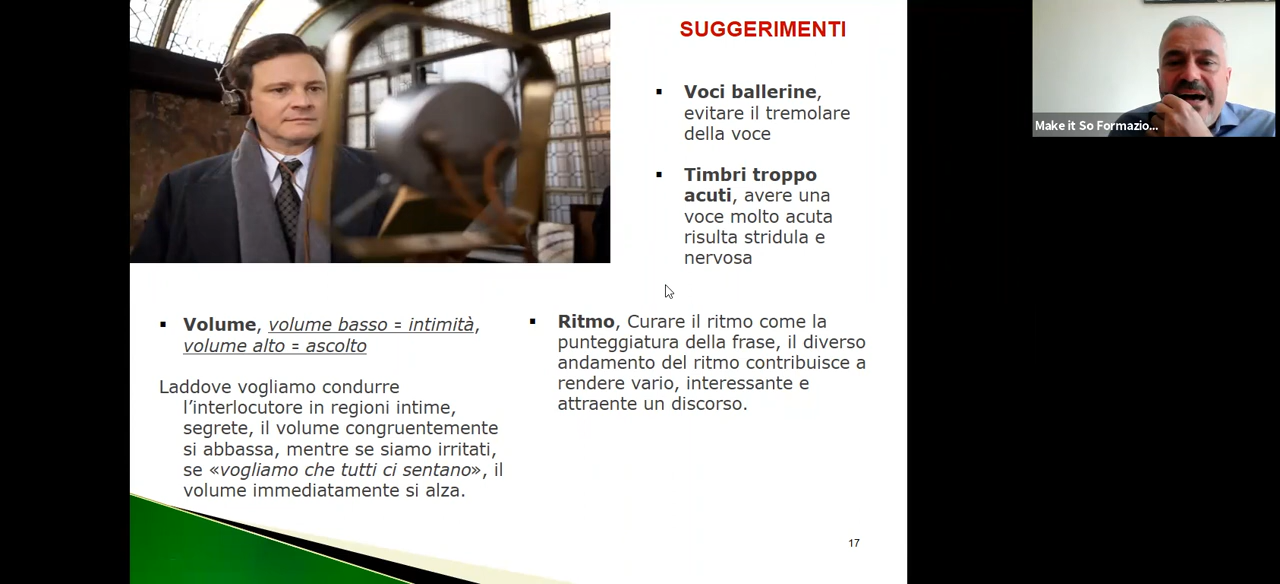 SUGGERIMENTI
▪ Voci ballerine,
evitare il tremolare
della voce
▪ Timbri troppo
acuti, avere una
voce molto acuta
risulta stridula e
nervosa
▪ Volume, volume basso = intimità,
volume alto = ascolto
Laddove vogliamo condurre
l’interlocutore in regioni intime,
segrete, il volume congruentemente
si abbassa, mentre se siamo irritati,
se «vogliamo che tutti ci sentano», il
volume immediatamente si alza.
▪ Ritmo, Curare il ritmo come la
punteggiatura della frase, il diverso
andamento del ritmo contribuisce a
rendere vario, interessante e
attraente un discorso.
17
Make it So Formazio...